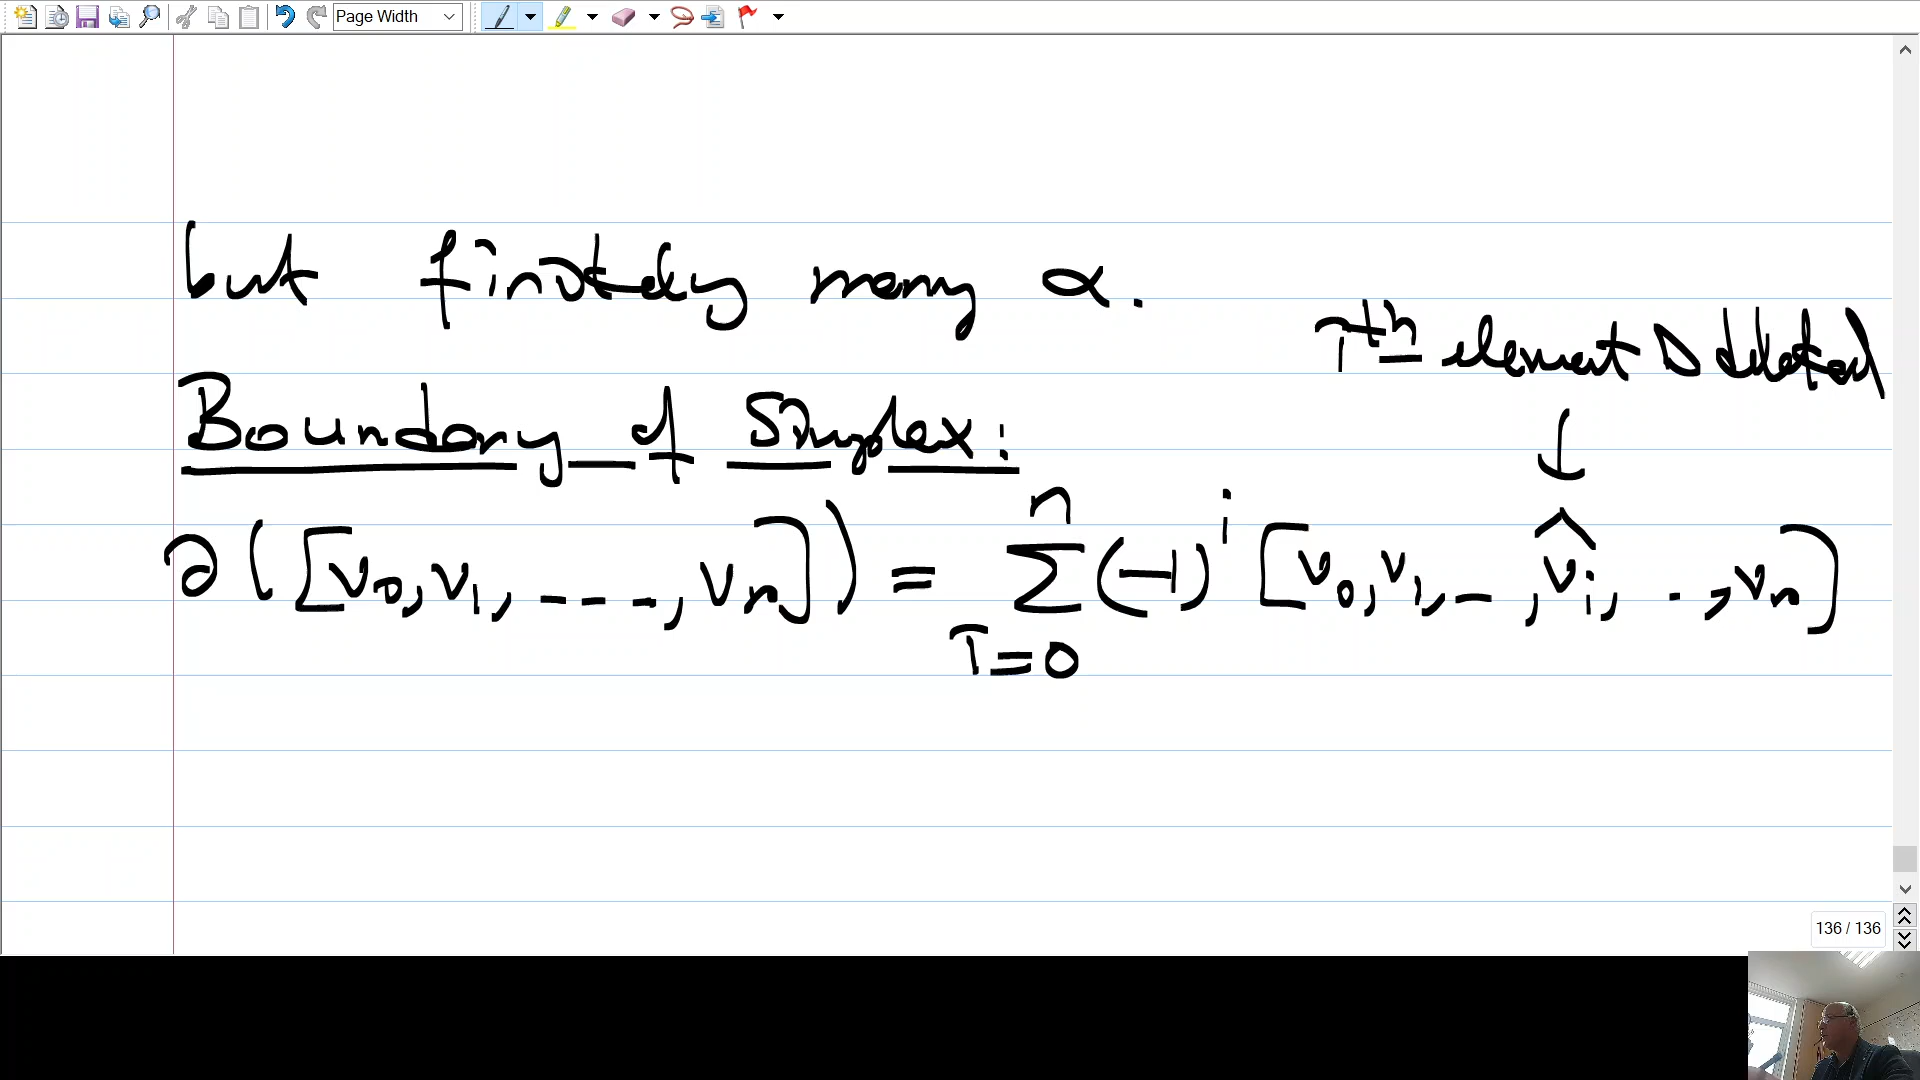 Page Width
but finitely many α.
ith element is deleted
↓
Boundary of Simplex:
∂([v₀,v₁,----,vₙ]) = ∑ⁿᵢ₌₀ (-1)ⁱ [v₀,v₁,-,v̂ᵢ, ..,vₙ]
136 / 136